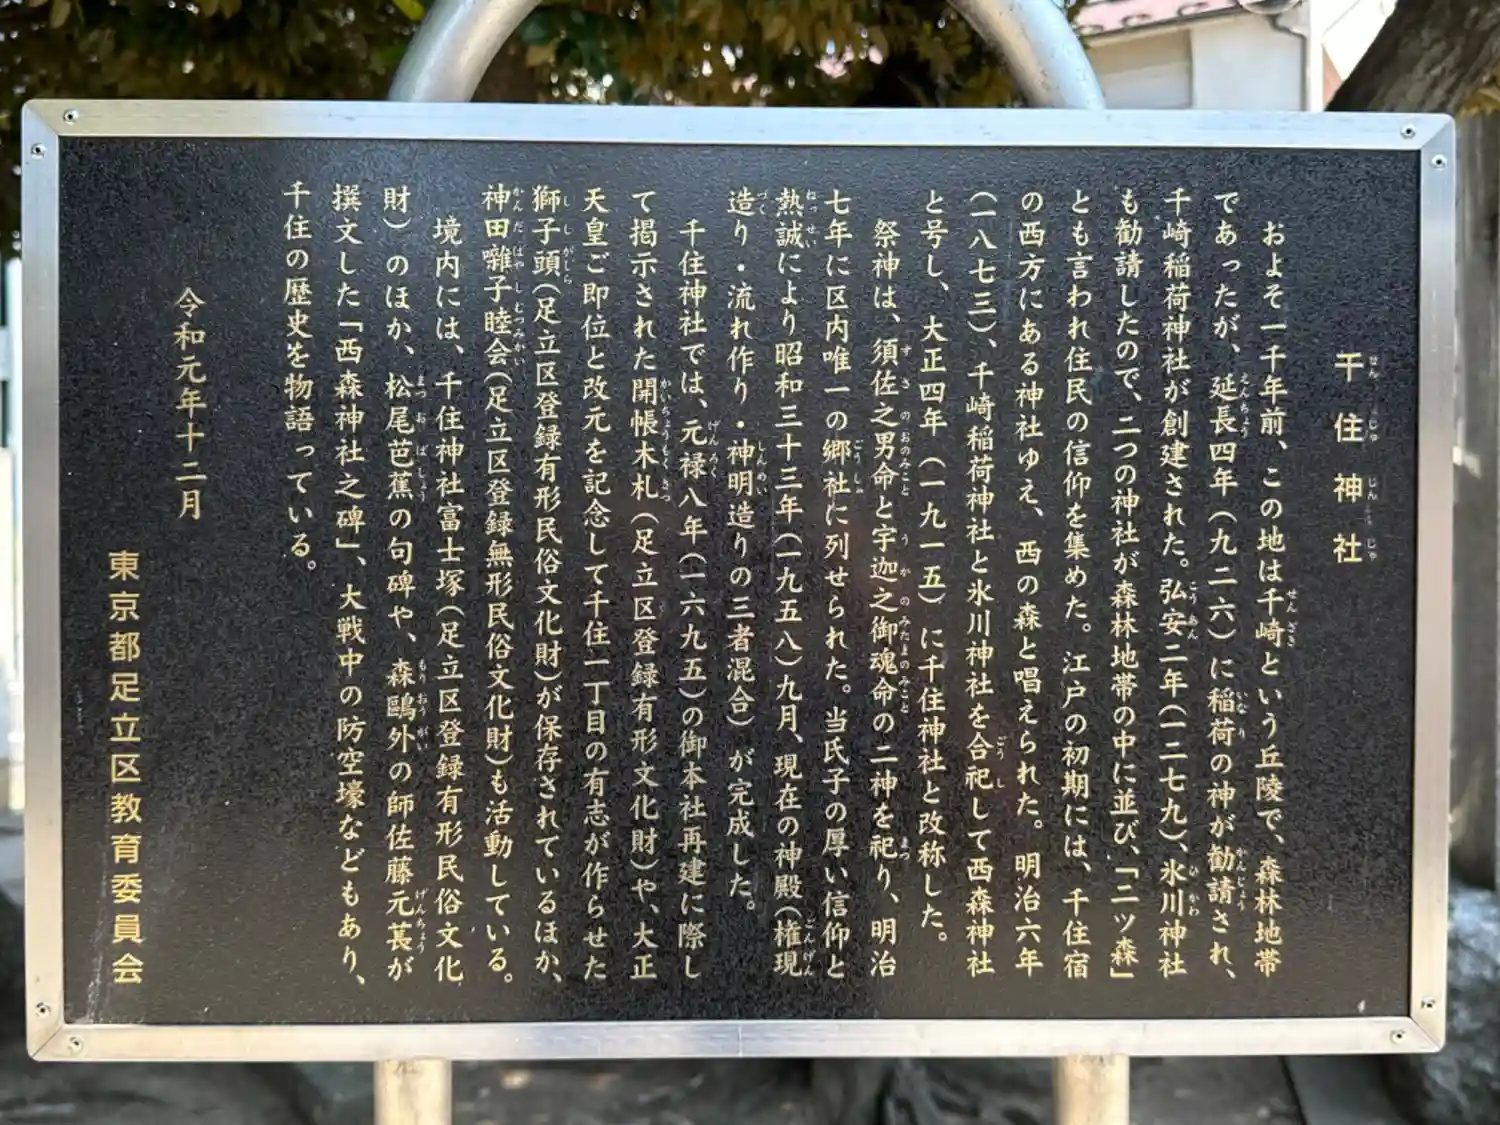 千住神社
およそ一千年前、この地は千崎という丘陵で、森林地帯
であったが、延長四年（九二六）に稲荷の神が勧請され、
千崎稲荷神社が創建された。弘安二年（一二七九）、氷川神社
も勧請したので、二つの神社が森林地帯の中に並び、「二ツ森」
とも言われ住民の信仰を集めた。江戸の初期には、千住宿
の西方にある神社ゆえ、西の森と唱えられた。明治六年
（一八七三）、千崎稲荷神社と氷川神社を合祀して西森神社
と号し、大正四年（一九一五）に千住神社と改称した。
祭神は、須佐之男命と宇迦之御魂命の二神を祀り、明治
七年に区内唯一の郷社に列せられた。当氏子の厚い信仰と
熱誠により昭和三十三年（一九五八）九月、現在の神殿（権現
造り・流れ作り・神明造りの三者混合）が完成した。
千住神社では、元禄八年（一六九五）の御本社再建に際し
て掲示された開帳木札（足立区登録有形文化財）や、大正
天皇ご即位と改元を記念して千住一丁目の有志が作らせた
獅子頭（足立区登録有形民俗文化財）が保存されているほか、
神田囃子睦会（足立区登録無形民俗文化財）も活動している。
境内には、千住神社富士塚（足立区登録有形民俗文化
財）のほか、松尾芭蕉の句碑や、森鷗外の師佐藤元萇が
撰文した「西森神社之碑」、大戦中の防空壕などもあり、
千住の歴史を物語っている。
令和元年十二月
東京都足立区教育委員会